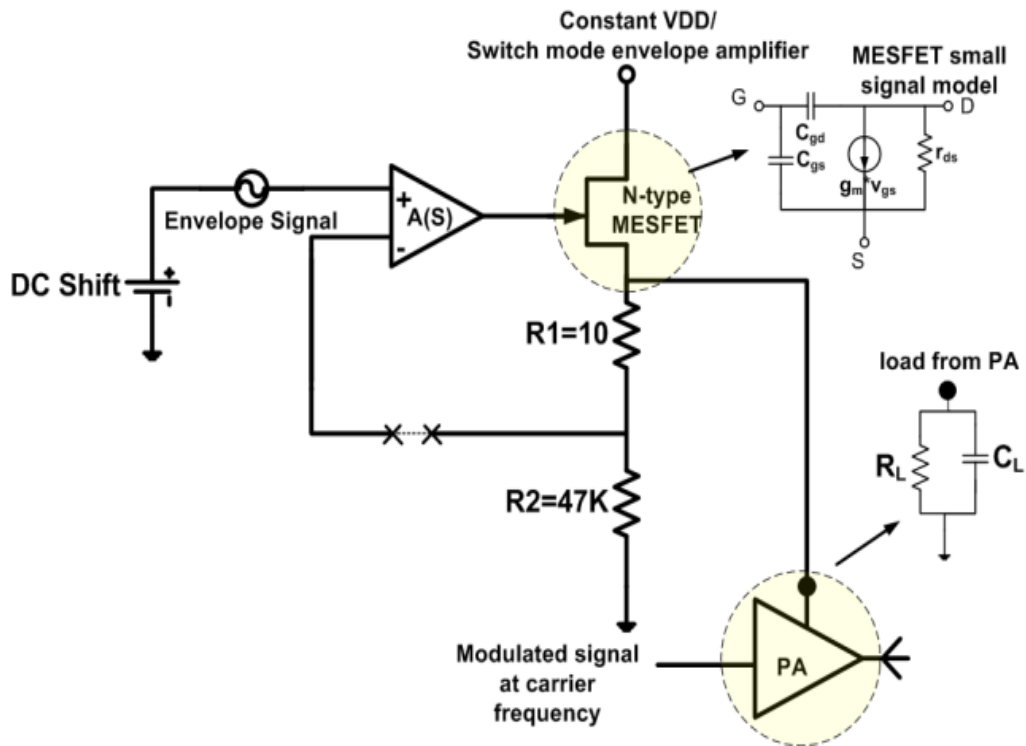 Constant VDD/
Switch mode envelope amplifier
MESFET small
signal model
G
D
Cgd
Cgs
rds
gm*vgs
S
+
A(S)
-
N-type
MESFET
Envelope Signal
DC Shift
+
R1=10
load from PA
RL
CL
R2=47K
Modulated signal
at carrier
frequency
PA